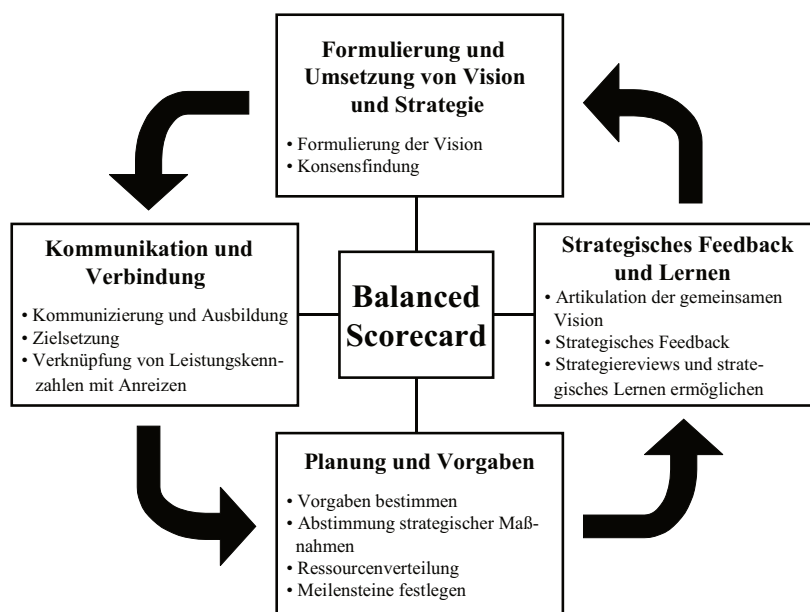 Formulierung und
Umsetzung von Vision
und Strategie
• Formulierung der Vision
• Konsensfindung
Kommunikation und
Verbindung
• Kommunizierung und Ausbildung
• Zielsetzung
• Verknüpfung von Leistungskenn-
zahlen mit Anreizen
Balanced
Scorecard
Strategisches Feedback
und Lernen
• Artikulation der gemeinsamen
Vision
• Strategisches Feedback
• Strategiereviews und strate-
gisches Lernen ermöglichen
Planung und Vorgaben
• Vorgaben bestimmen
• Abstimmung strategischer Maß-
nahmen
• Ressourcenverteilung
• Meilensteine festlegen